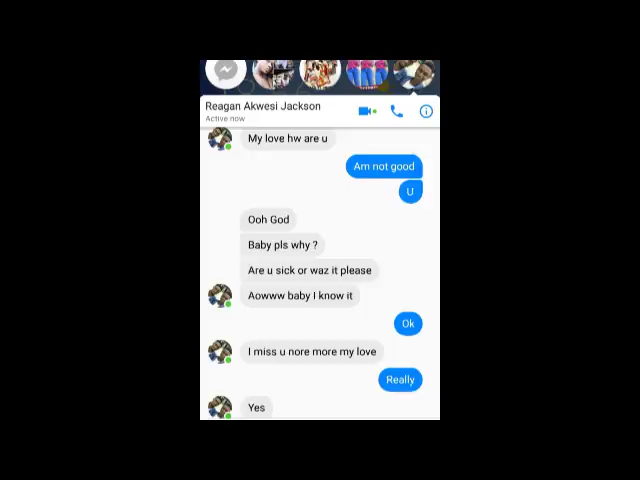 Reagan Akwesi Jackson
Active now
My love hw are u
Am not good
U
Ooh God
Baby pls why ?
Are u sick or waz it please
Aowww baby I know it
Ok
I miss u nore more my love
Really
Yes